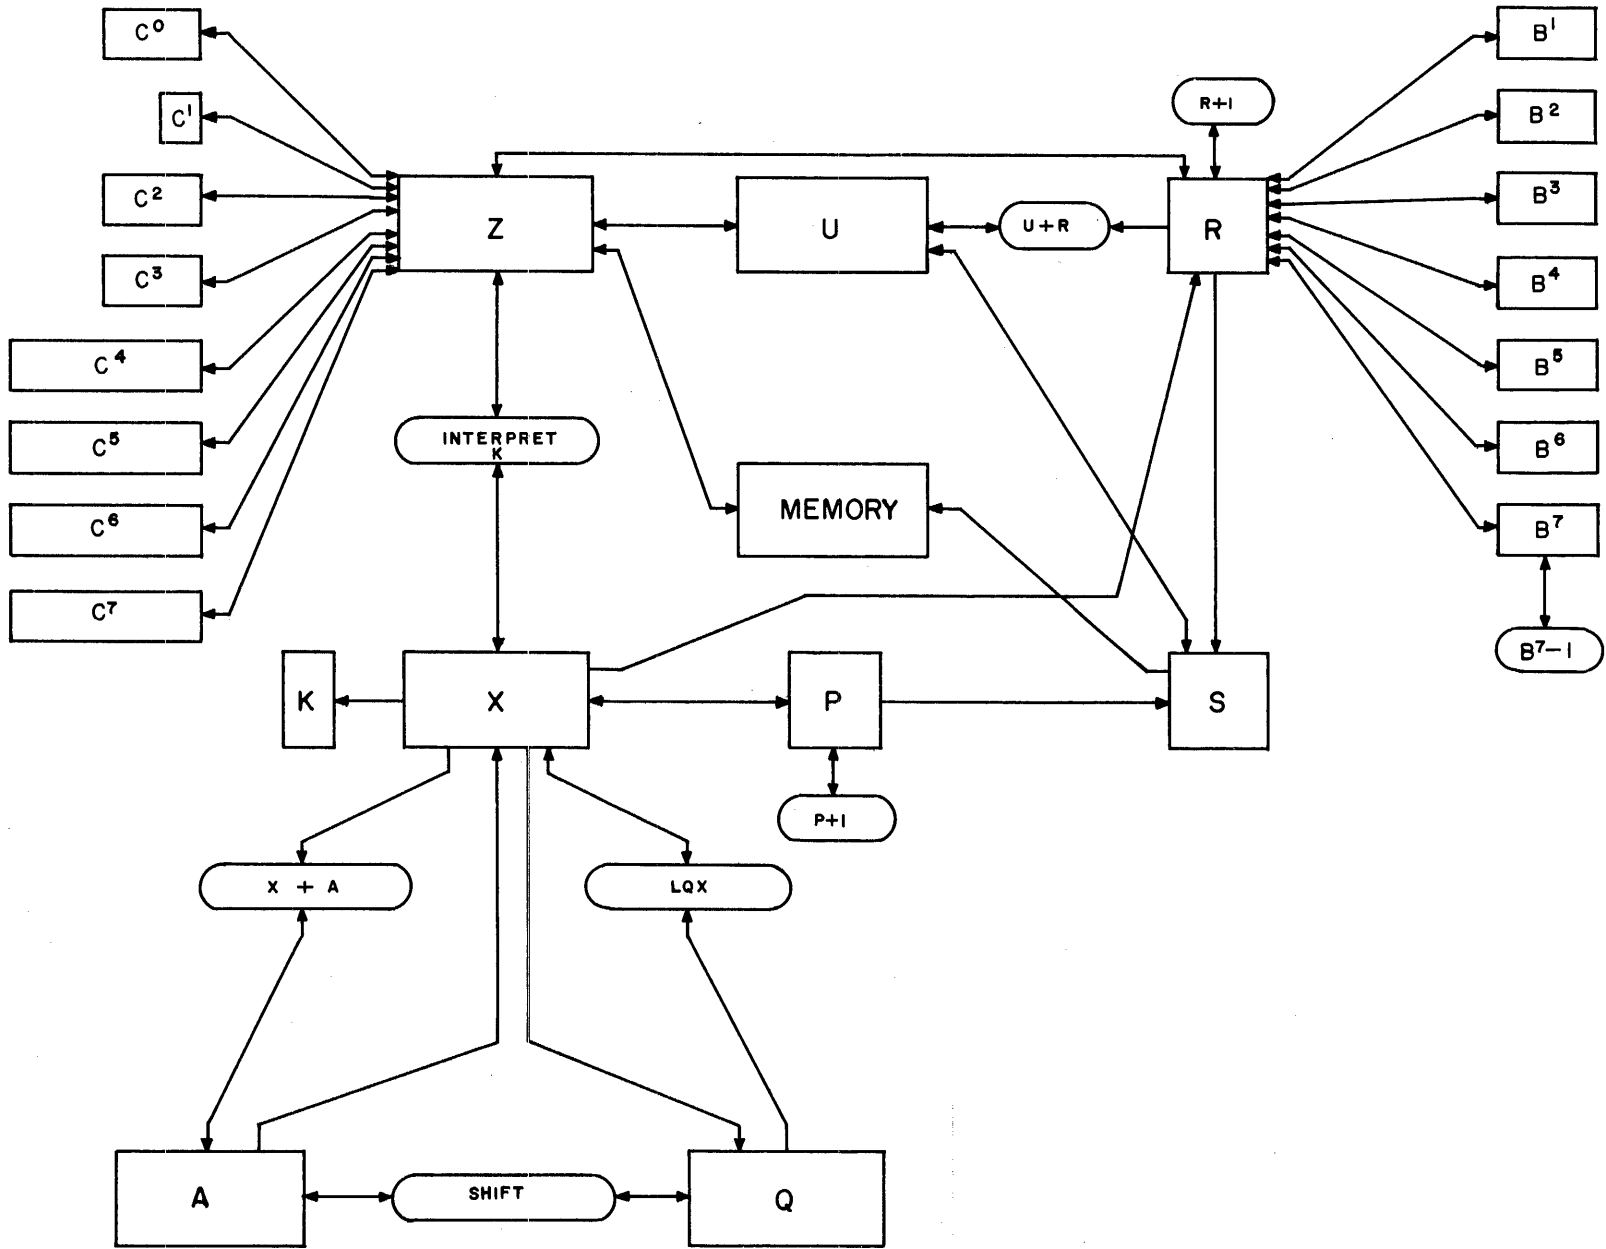 C⁰
B¹
R+1
C¹
B²
C²
B³
Z
U
U+R
R
C³
B⁴
C⁴
B⁵
INTERPRET
K
C⁵
B⁶
MEMORY
C⁶
B⁷
C⁷
B⁷-1
K
X
P
S
P+1
X + A
LQX
A
SHIFT
Q